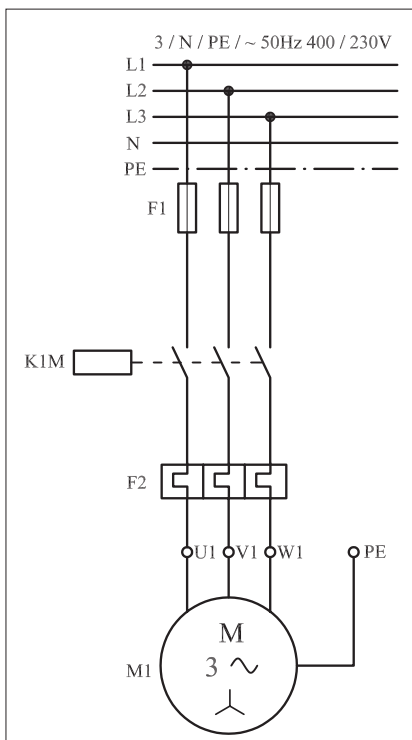 3 / N / PE / ~ 50Hz 400 / 230V
L1
L2
L3
N
PE
F1
K1M
F2
U1 V1 W1 PE
M
M1 3